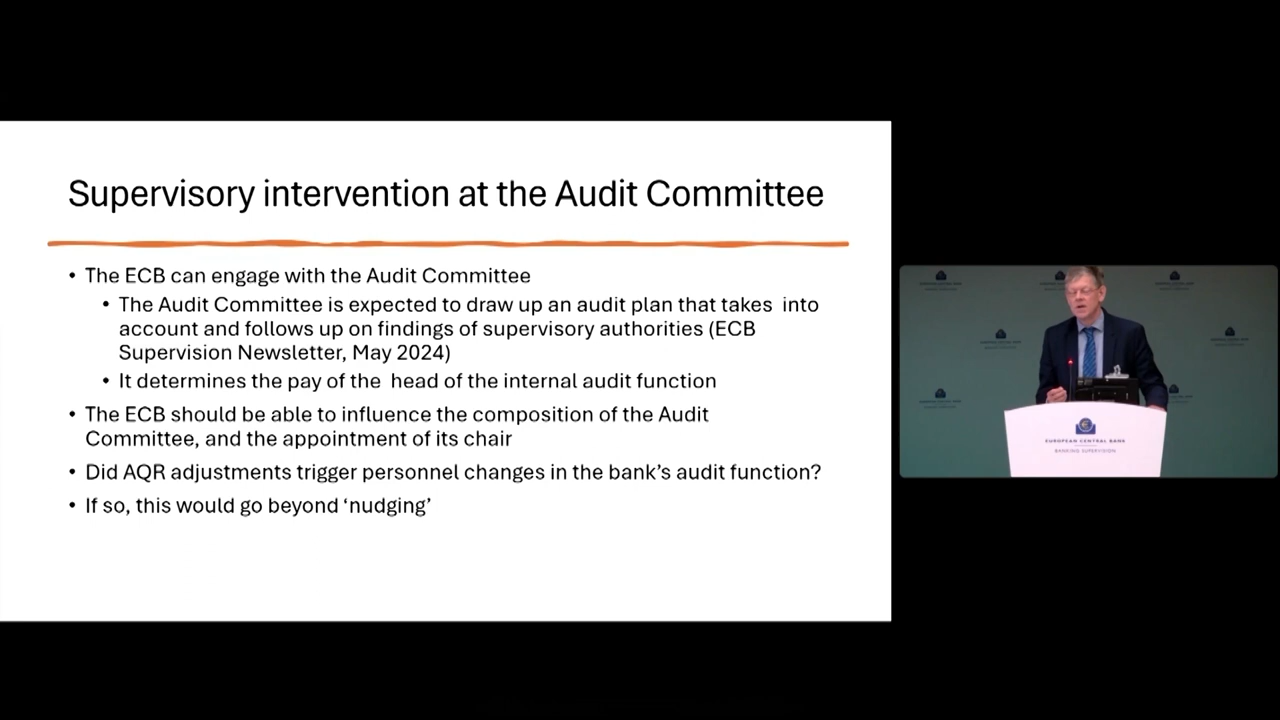 Supervisory intervention at the Audit Committee
• The ECB can engage with the Audit Committee
• The Audit Committee is expected to draw up an audit plan that takes into
account and follows up on findings of supervisory authorities (ECB
Supervision Newsletter, May 2024)
• It determines the pay of the head of the internal audit function
• The ECB should be able to influence the composition of the Audit
Committee, and the appointment of its chair
• Did AQR adjustments trigger personnel changes in the bank’s audit function?
• If so, this would go beyond ‘nudging’
EUROPEAN CENTRAL BANK
BANKING SUPERVISION